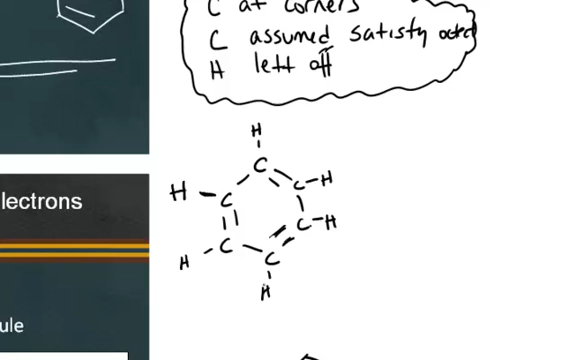 C at corners
C assumed satisfy octet
H left off
H
C
H C C H
C C H
H C
H
lectrons
ule